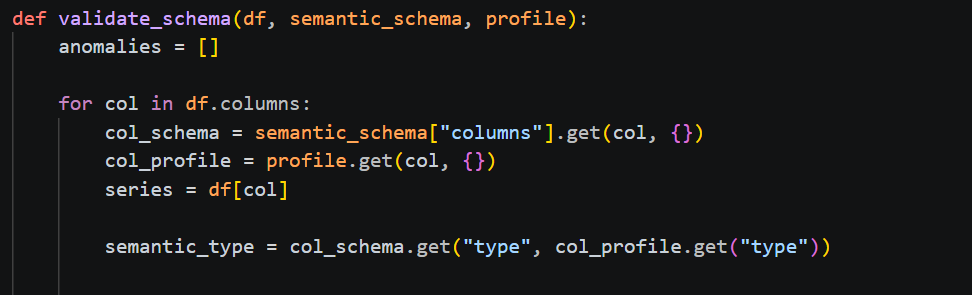 def validate_schema(df, semantic_schema, profile):
    anomalies = []

    for col in df.columns:
        col_schema = semantic_schema["columns"].get(col, {})
        col_profile = profile.get(col, {})
        series = df[col]

        semantic_type = col_schema.get("type", col_profile.get("type"))